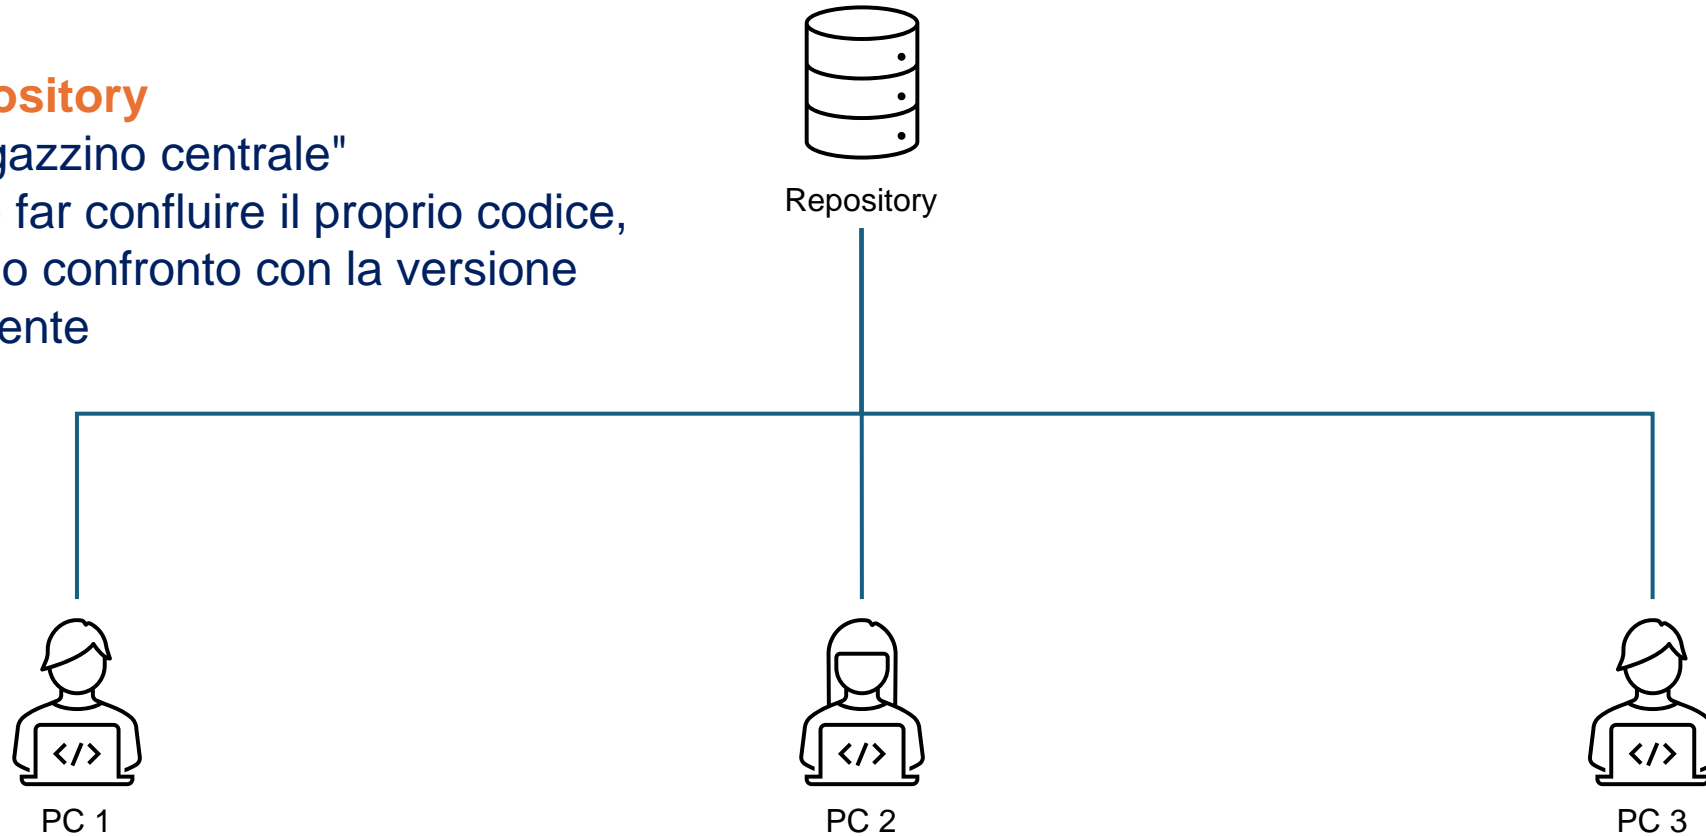 ository
gazzino centrale"
far confluire il proprio codice,
o confronto con la versione
ente
Repository
</>
</>
</>
PC 1
PC 2
PC 3